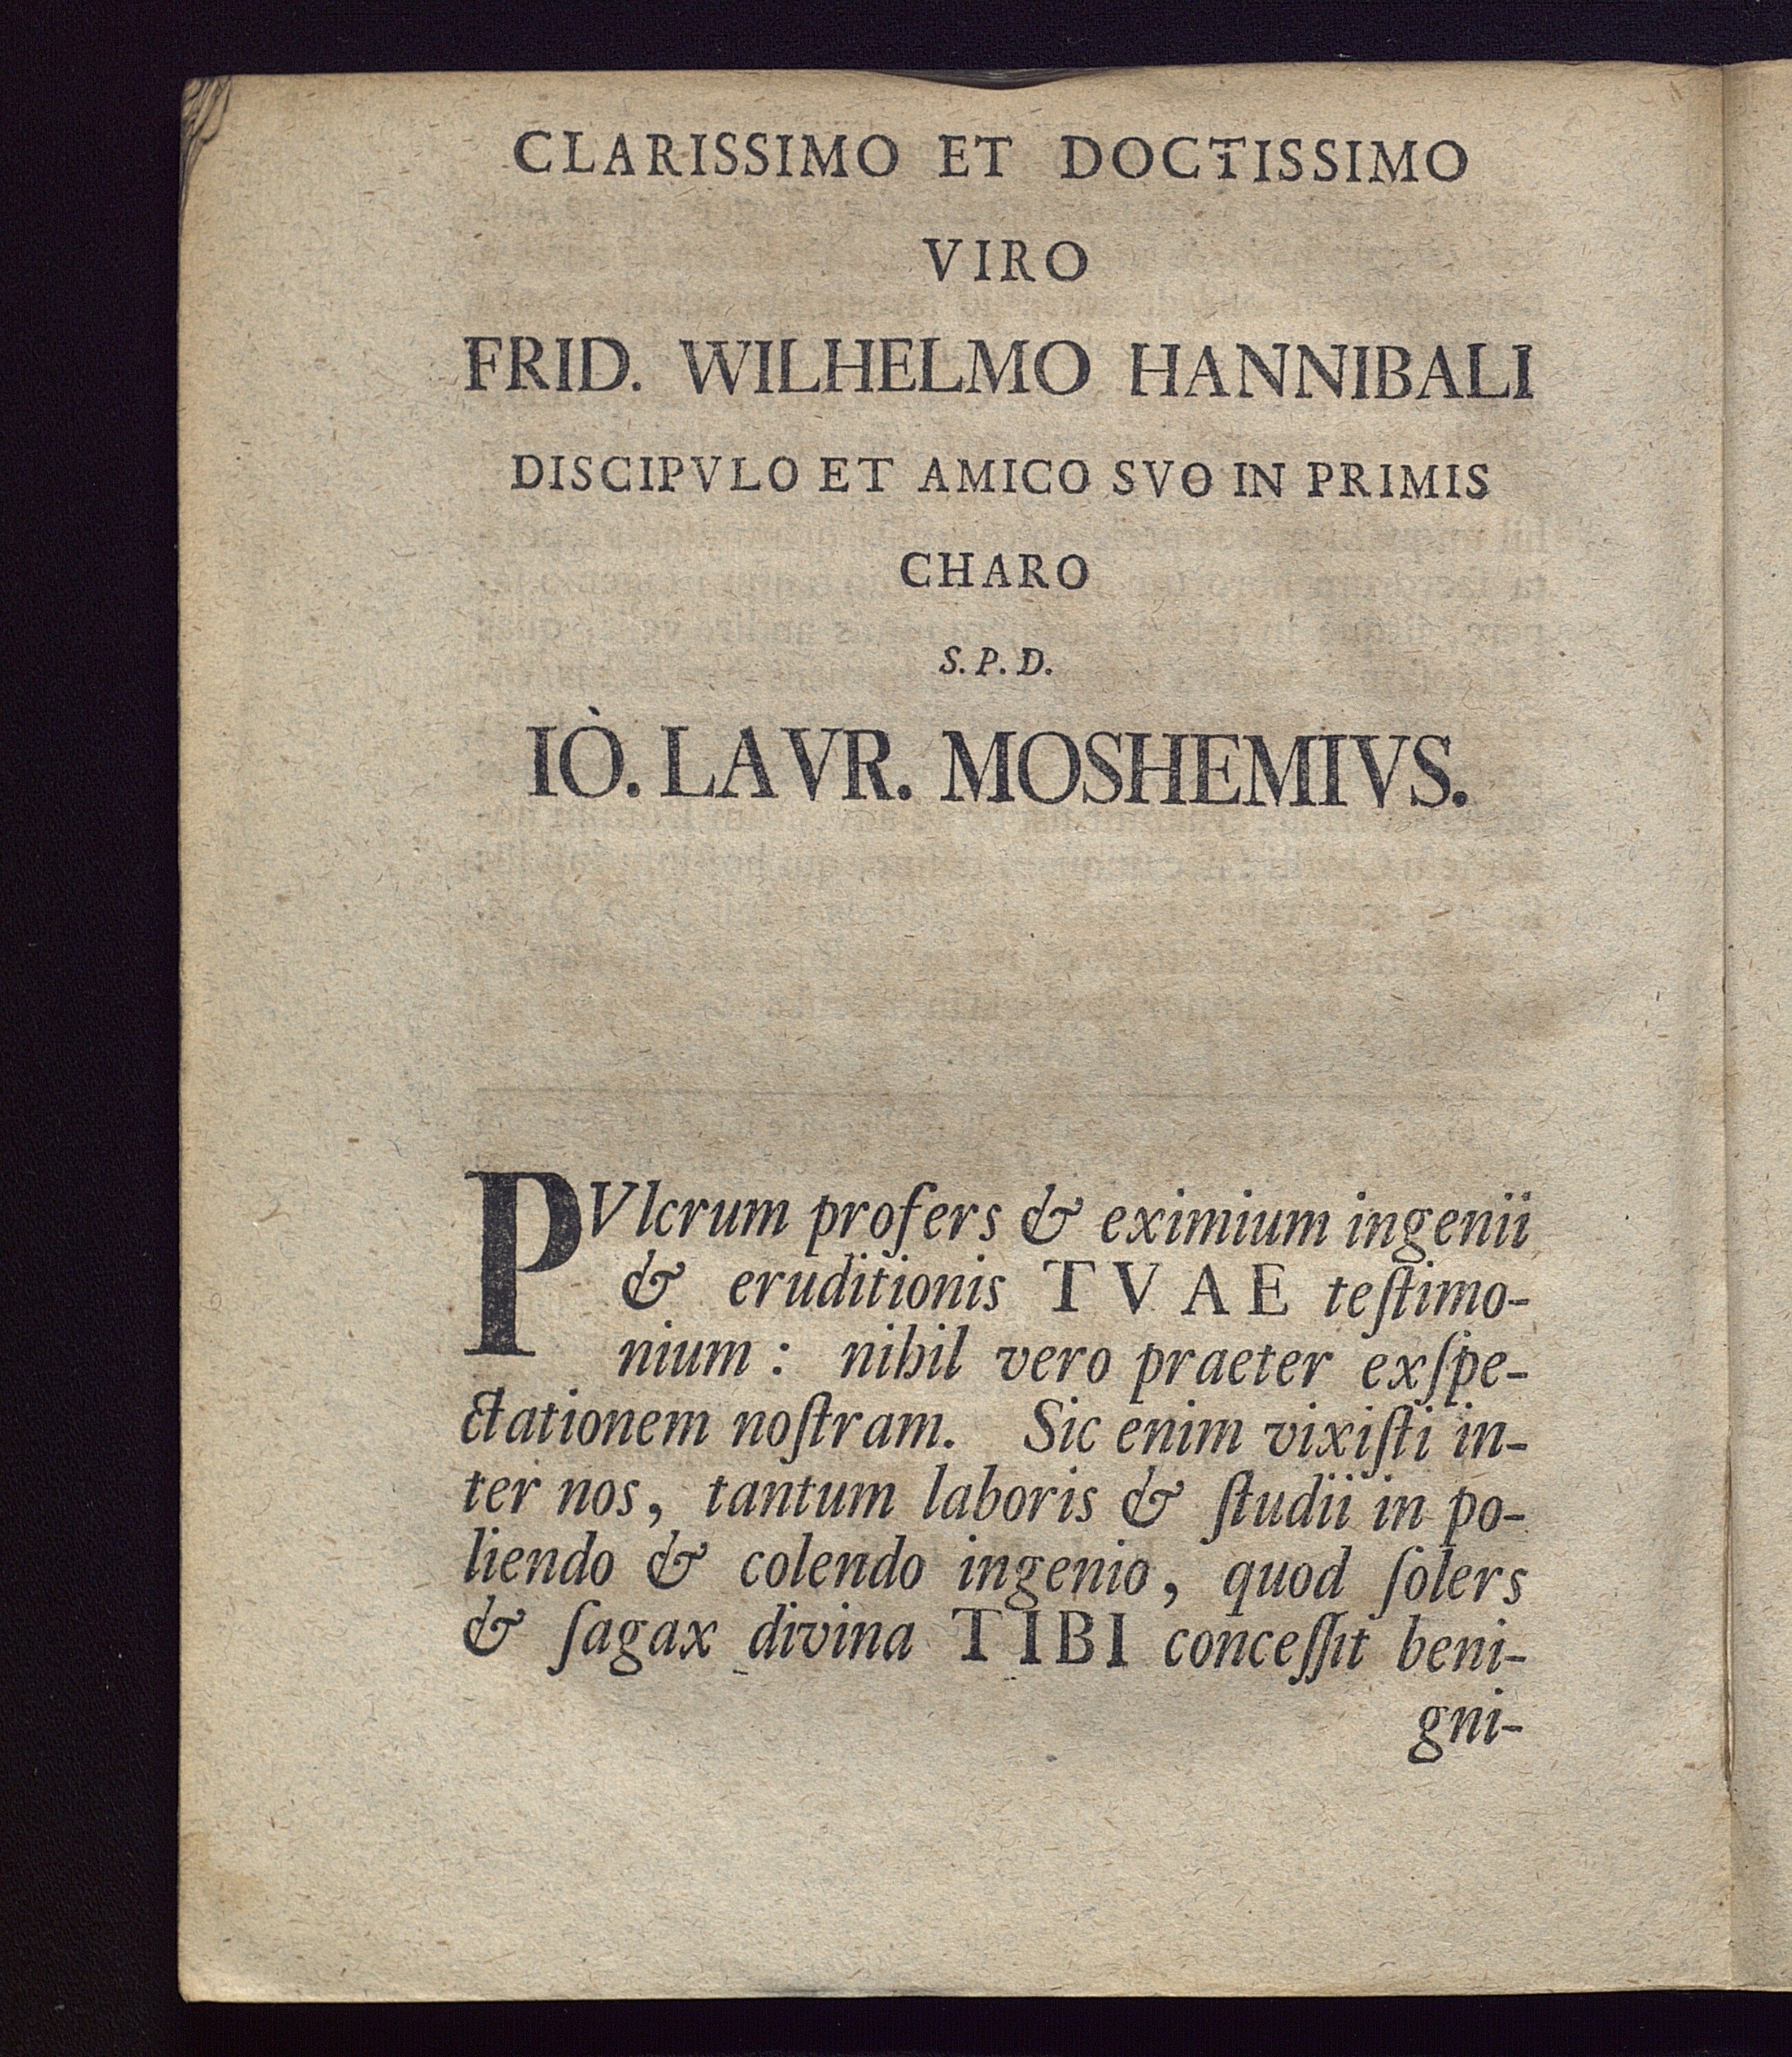 CLARISSIMO ET DOCTISSIMO
VIRO
FRID. WILHELMO HANNIBALI
DISCIPVLO ET AMICO SVO IN PRIMIS
CHARO
S. P. D.
IÒ. LAVR. MOSHEMIVS.
PVlcrum profers & eximium ingenii
& eruditionis TVAE teſtimo-
nium: nihil vero praeter exſpe-
ctationem noſtram. Sic enim vixiſti in-
ter nos, tantum laboris & ſtudii in po-
liendo & colendo ingenio, quod ſolers
& ſagax divina TIBI conceſſit beni-
gni-